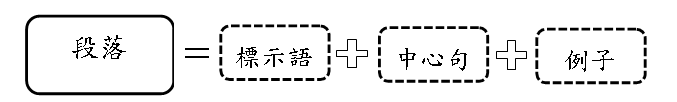 段落 = 標示語 + 中心句 + 例子